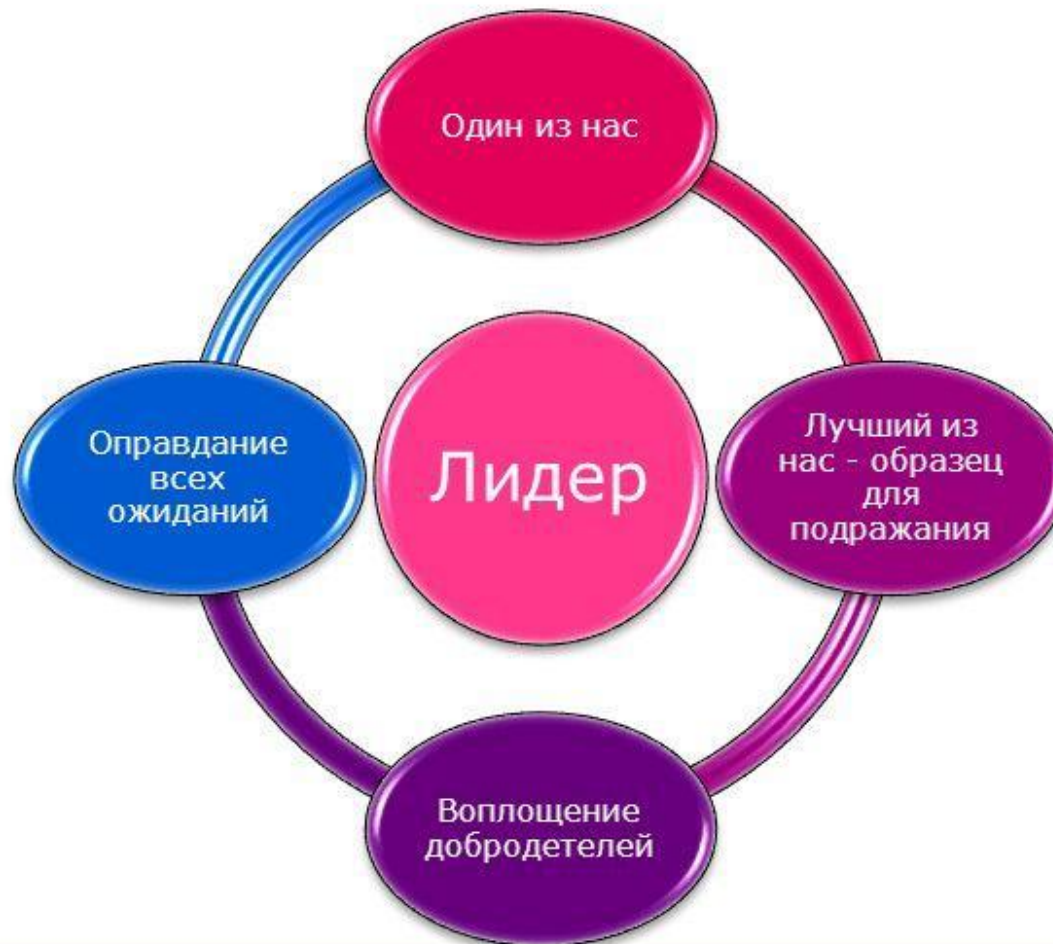 Один из нас
Оправдание
всех
ожиданий
Лидер
Лучший из
нас - образец
для
подражания
Воплощение
добродетелей